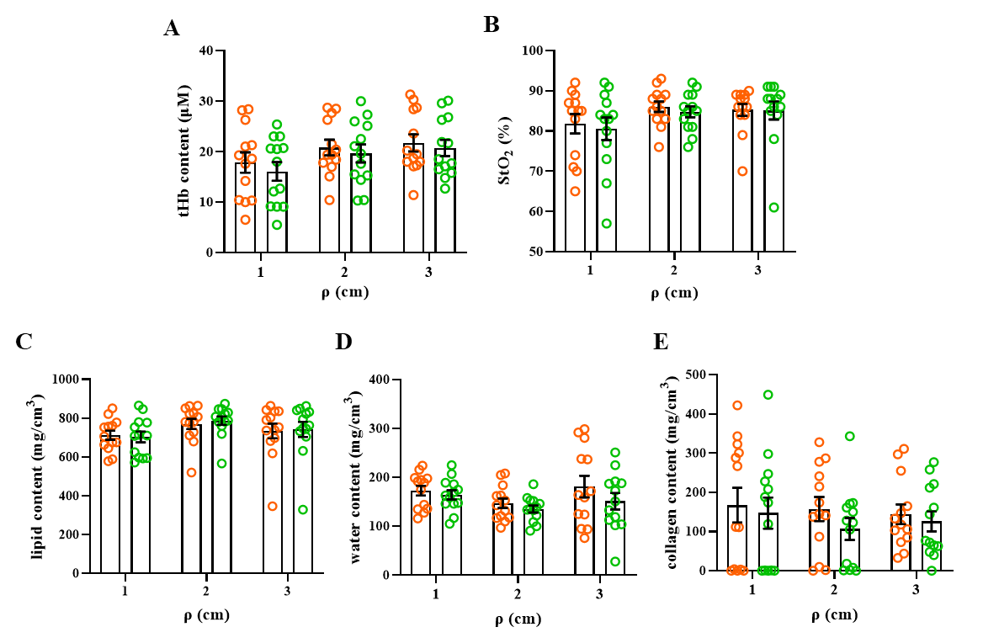 A
tHb content (μM)
40
30
20
10
0
1 2 3
ρ (cm)
B
StO2 (%)
100
90
80
70
60
50
1 2 3
ρ (cm)
C
lipid content (mg/cm³)
1000
800
600
400
200
0
1 2 3
ρ (cm)
D
water content (mg/cm³)
400
300
200
100
0
1 2 3
ρ (cm)
E
collagen content (mg/cm³)
500
400
300
200
100
0
1 2 3
ρ (cm)